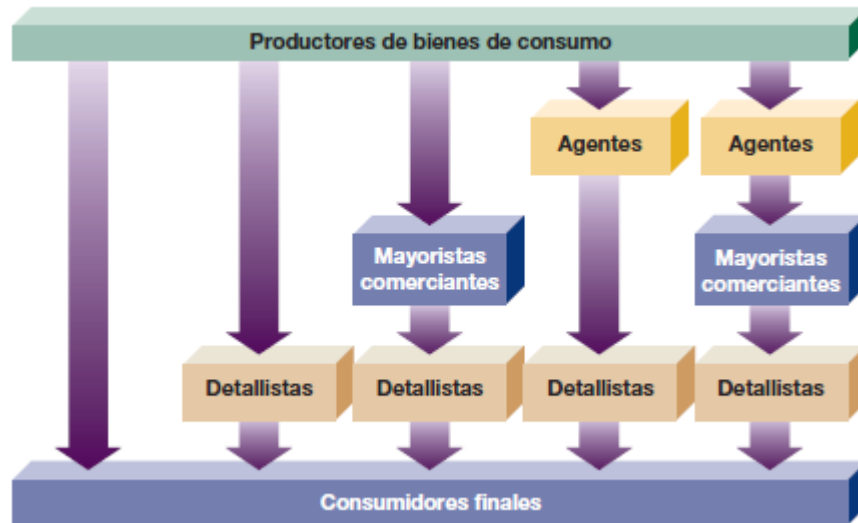 Productores de bienes de consumo
Agentes
Agentes
Mayoristas
comerciantes
Mayoristas
comerciantes
Detallistas
Detallistas
Detallistas
Detallistas
Consumidores finales